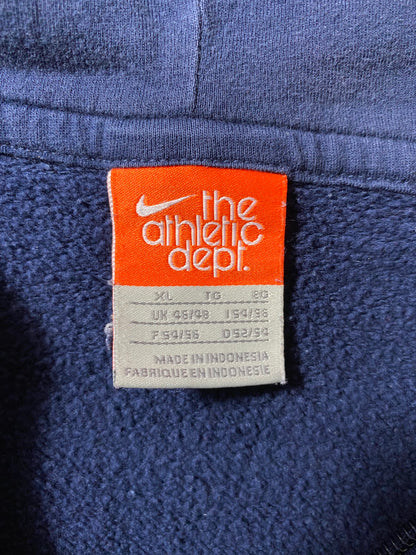 the
athletic
dept.
XL TG EG
UK 46/48 I 54/56
F 54/56 D 52/54
MADE IN INDONESIA
FABRIQUE EN INDONESIE